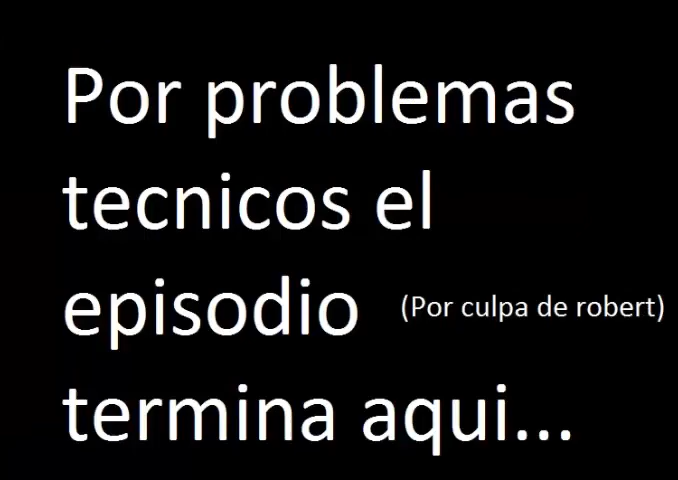 Por problemas
tecnicos el
episodio (Por culpa de robert)
termina aqui...